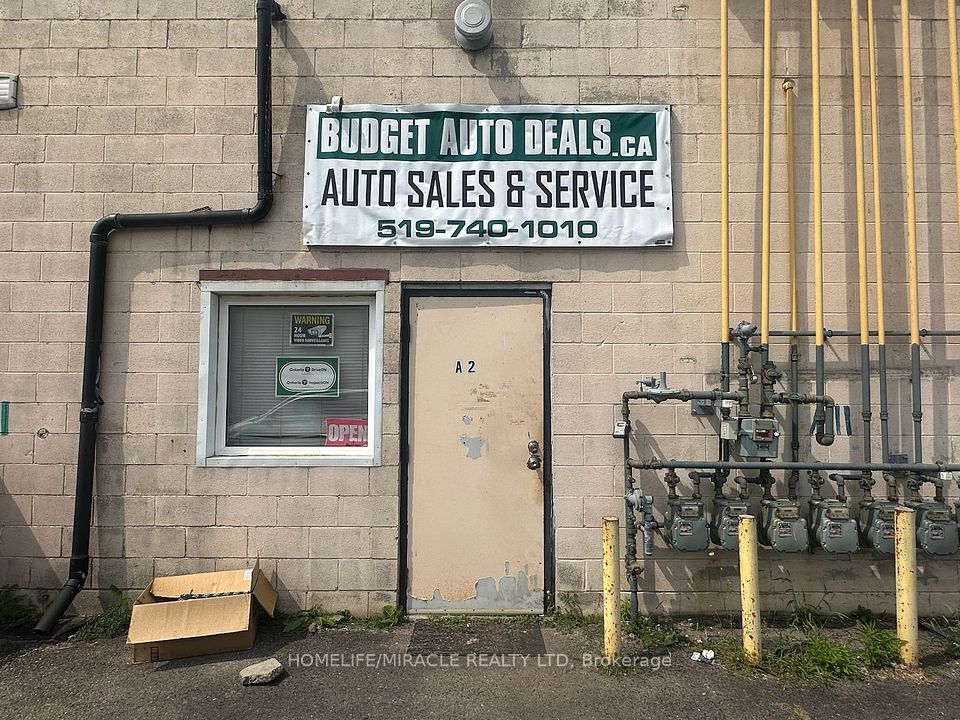 BUDGET AUTO DEALS.CA
AUTO SALES & SERVICE
519-740-1010
WARNING
24
HOUR
VIDEO SURVEILLANCE
Ontario DriveON
Ontario InspectON
OPEN
A 2
HOMELIFE/MIRACLE REALTY LTD, Brokerage